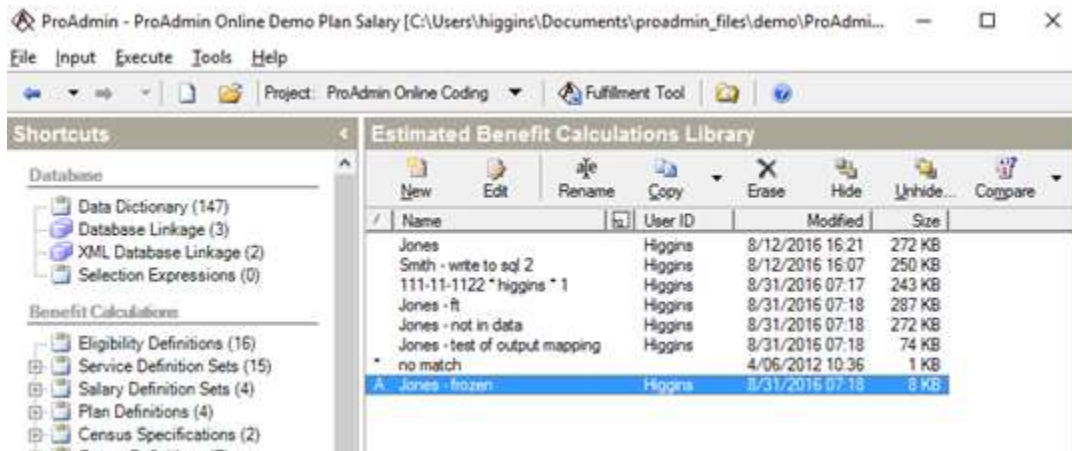 ProAdmin - ProAdmin Online Demo Plan Salary [C:\Users\higgins\Documents\proadmin_files\demo\ProAdmi...
File Input Execute Tools Help
Project: ProAdmin Online Coding Fulfillment Tool
Shortcuts
Database
Data Dictionary (147)
Database Linkage (3)
XML Database Linkage (2)
Selection Expressions (0)
Benefit Calculations
Eligibility Definitions (16)
Service Definition Sets (15)
Salary Definition Sets (4)
Plan Definitions (4)
Census Specifications (2)
Estimated Benefit Calculations Library
New Edit Rename Copy Erase Hide Unhide... Compare
/ Name User ID Modified Size
Jones Higgins 8/12/2016 16:21 272 KB
Smith - write to sql 2 Higgins 8/12/2016 16:07 250 KB
111-11-1122 * higgins * 1 Higgins 8/31/2016 07:17 243 KB
Jones - ft Higgins 8/31/2016 07:18 287 KB
Jones - not in data Higgins 8/31/2016 07:18 272 KB
Jones - test of output mapping Higgins 8/31/2016 07:18 74 KB
* no match 4/06/2012 10:36 1 KB
A Jones - frozen Higgins 8/31/2016 07:18 8 KB